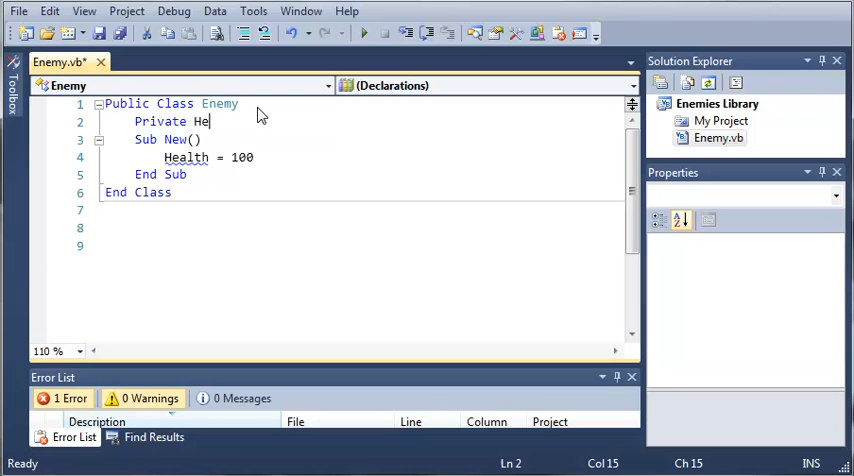 File Edit View Project Debug Data Tools Window Help
Enemy.vb*
Enemy (Declarations)
1 Public Class Enemy
2 Private He
3 Sub New()
4 Health = 100
5 End Sub
6 End Class
7
8
9
110 %
Error List
1 Error 0 Warnings 0 Messages
Description File Line Column Project
Error List Find Results
Ready Ln 2 Col 15 Ch 15 INS
Toolbox
Solution Explorer
Enemies Library
My Project
Enemy.vb
Properties
A
Z